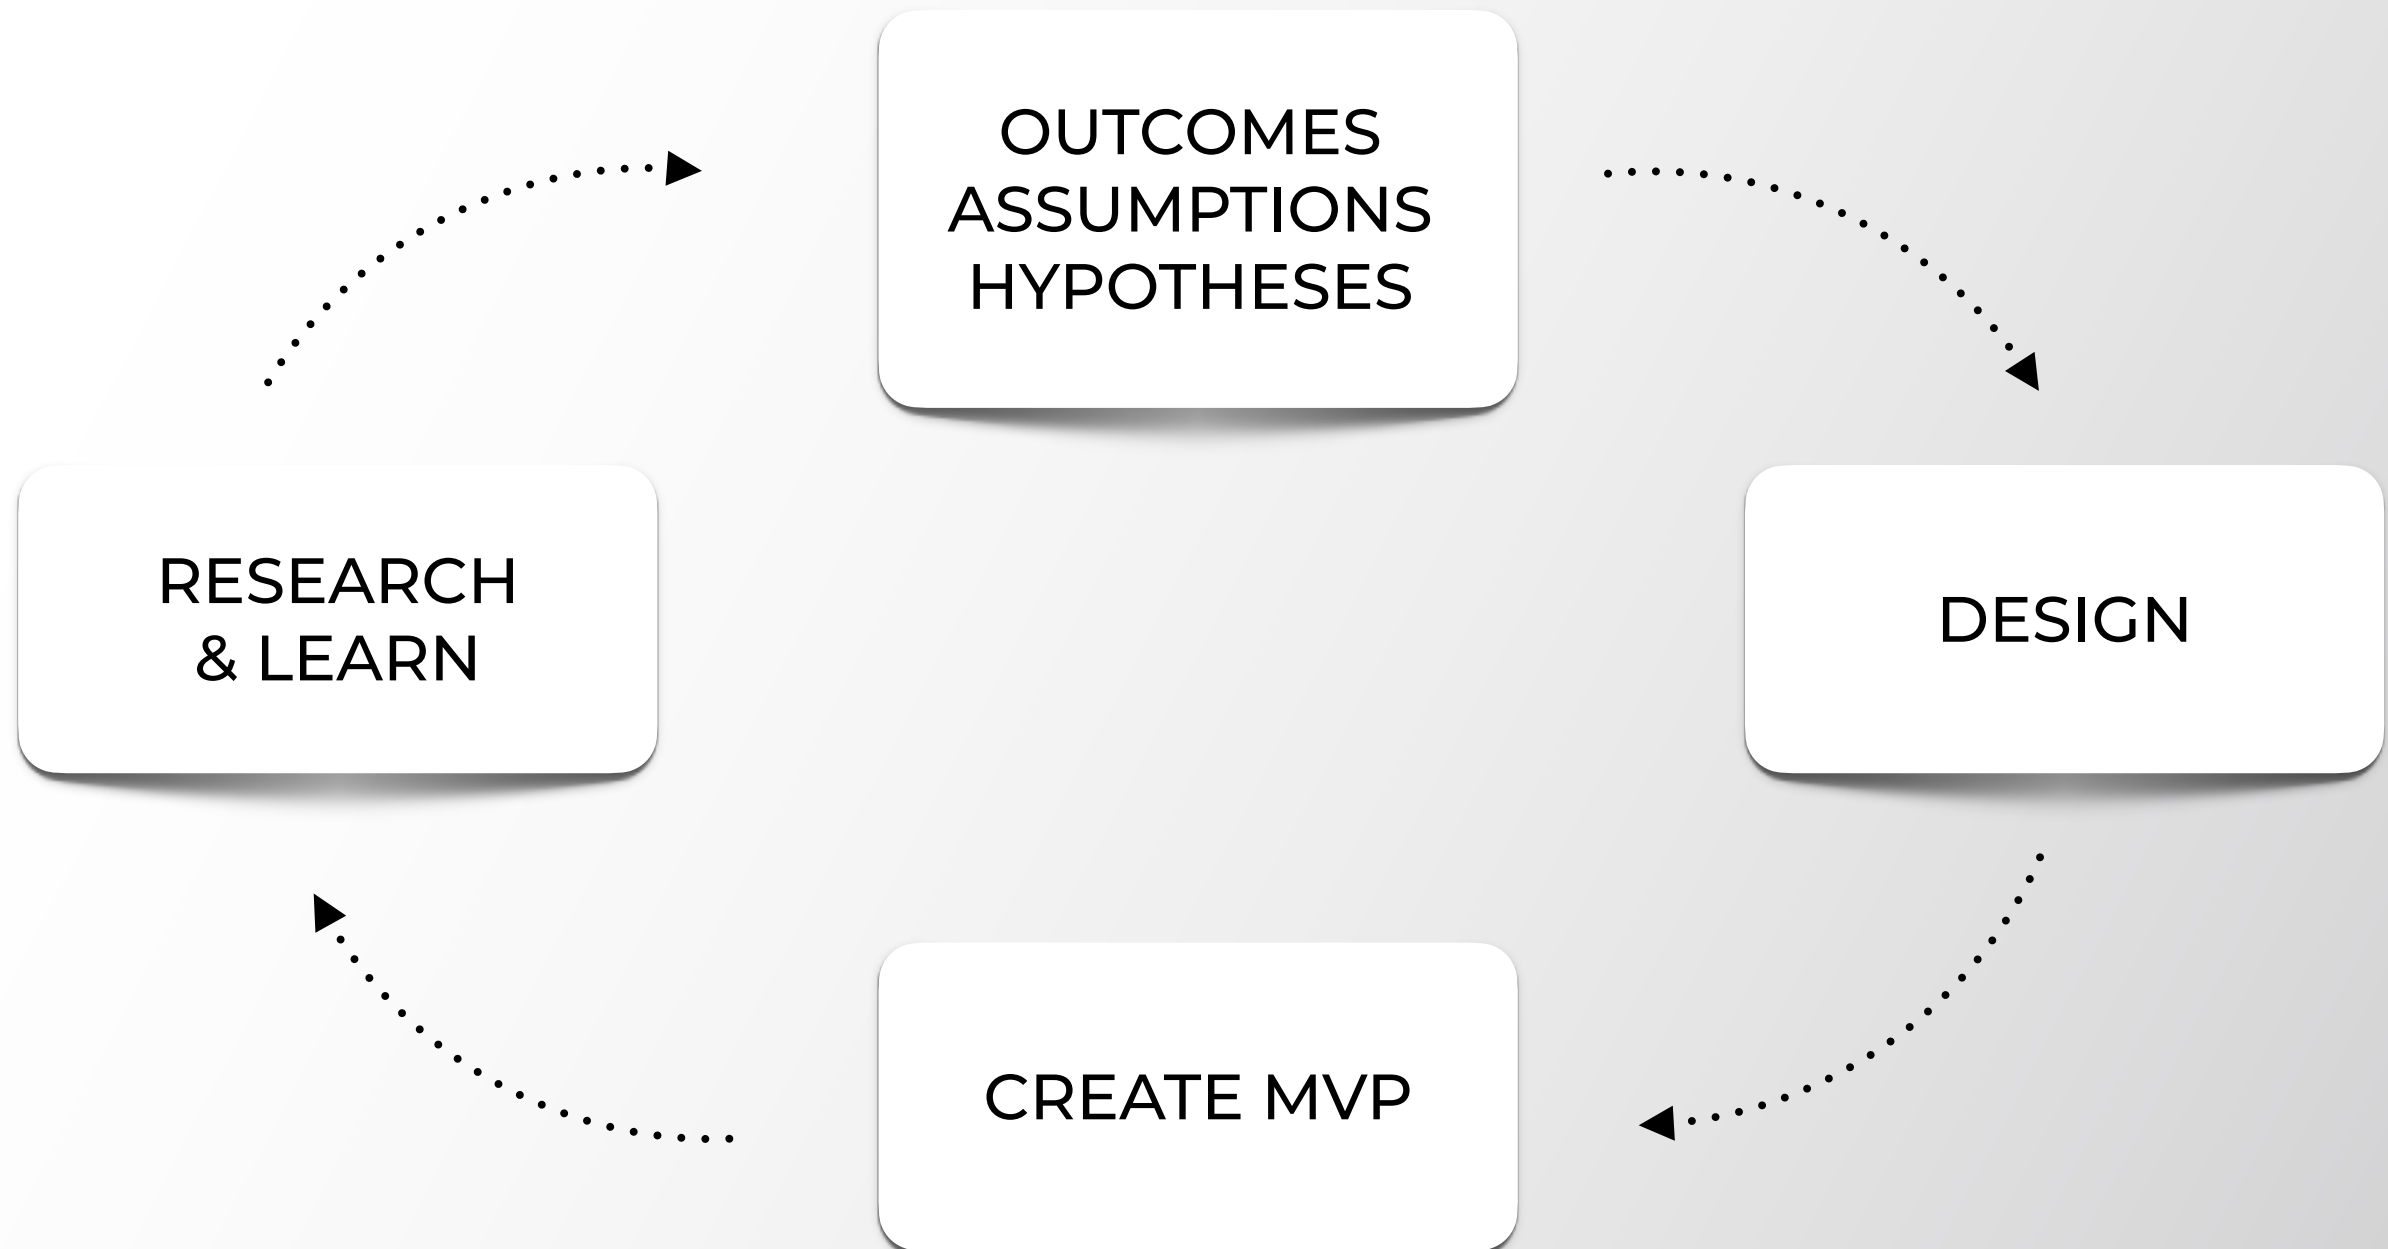 OUTCOMES
ASSUMPTIONS
HYPOTHESES
RESEARCH
& LEARN
DESIGN
CREATE MVP